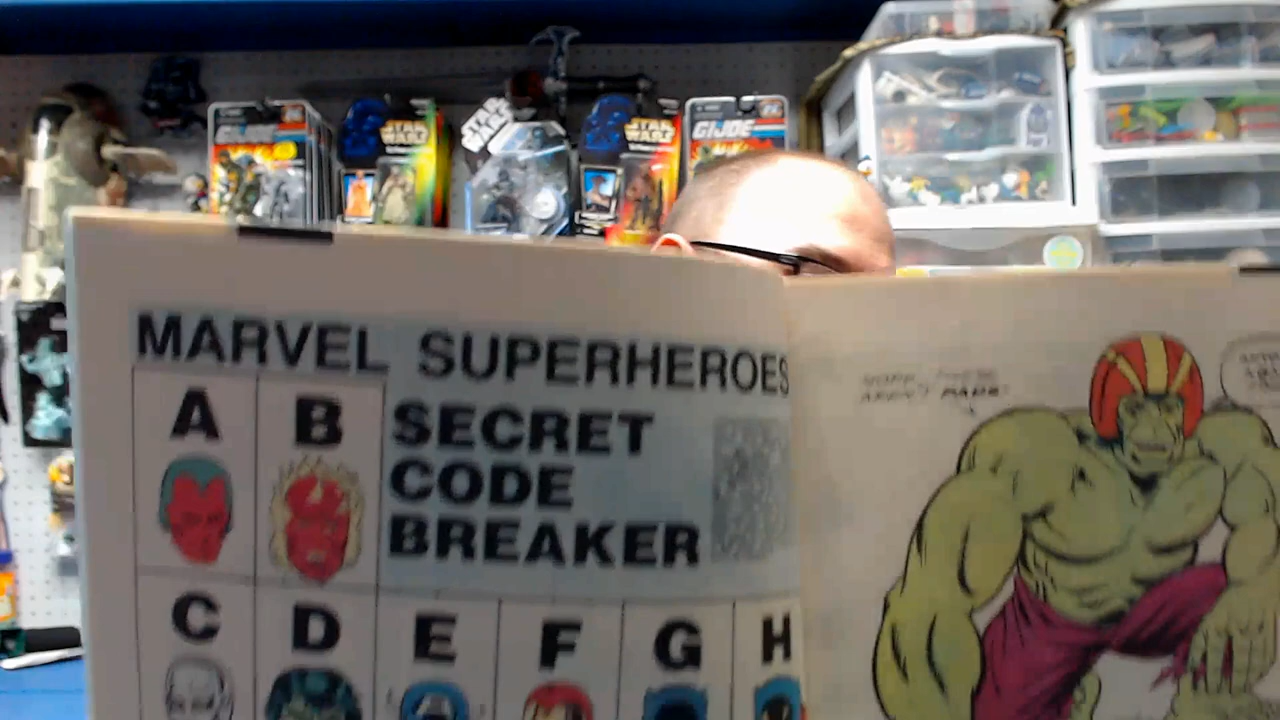 G.I. JOE
STAR
WARS
STAR
WARS
STAR
WARS
G.I. JOE
MARVEL SUPERHEROES
A B
SECRET
CODE
BREAKER
C D E F G H